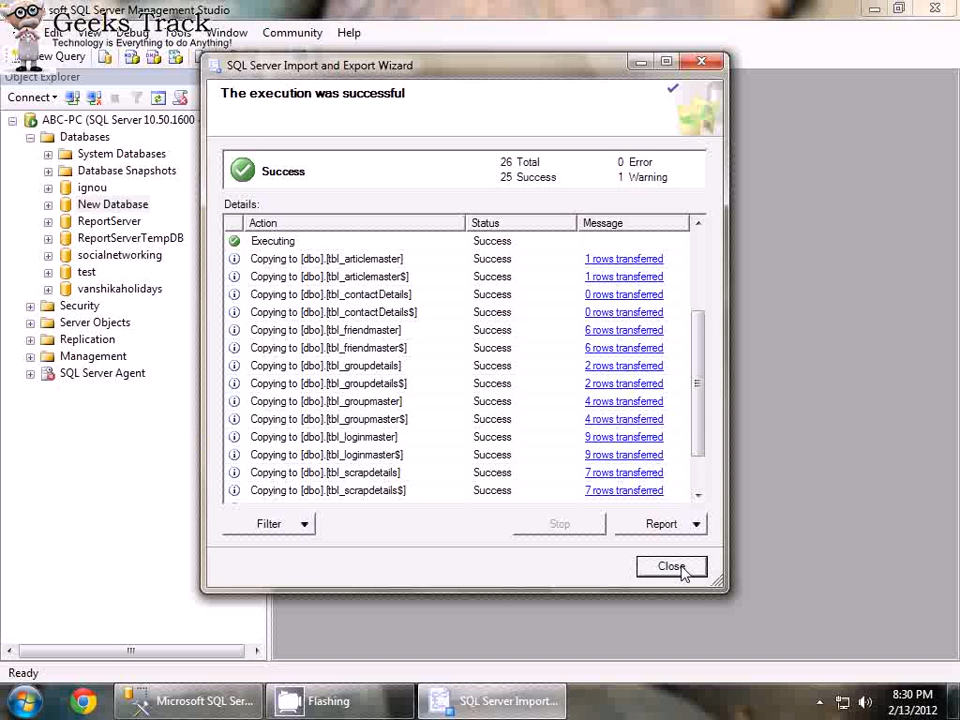 soft SQL Server Management Studio
Geeks Track
Technology is Everything to do Anything!
Edit View Debug Tools Window Community Help
New Query
Object Explorer
Connect
ABC-PC (SQL Server 10.50.1600
Databases
System Databases
Database Snapshots
ignou
New Database
ReportServer
ReportServerTempDB
socialnetworking
test
vanshikaholidays
Security
Server Objects
Replication
Management
SQL Server Agent
SQL Server Import and Export Wizard
The execution was successful
Success
26 Total 0 Error
25 Success 1 Warning
Details:
Action Status Message
Executing Success
Copying to [dbo].[tbl_articlemaster] Success 1 rows transferred
Copying to [dbo].[tbl_articlemaster$] Success 1 rows transferred
Copying to [dbo].[tbl_contactDetails] Success 0 rows transferred
Copying to [dbo].[tbl_contactDetails$] Success 0 rows transferred
Copying to [dbo].[tbl_friendmaster] Success 6 rows transferred
Copying to [dbo].[tbl_friendmaster$] Success 6 rows transferred
Copying to [dbo].[tbl_groupdetails] Success 2 rows transferred
Copying to [dbo].[tbl_groupdetails$] Success 2 rows transferred
Copying to [dbo].[tbl_groupmaster] Success 4 rows transferred
Copying to [dbo].[tbl_groupmaster$] Success 4 rows transferred
Copying to [dbo].[tbl_loginmaster] Success 9 rows transferred
Copying to [dbo].[tbl_loginmaster$] Success 9 rows transferred
Copying to [dbo].[tbl_scrapdetails] Success 7 rows transferred
Copying to [dbo].[tbl_scrapdetails$] Success 7 rows transferred
Filter Stop Report
Close
Ready
Microsoft SQL Ser... Flashing SQL Server Import...
8:30 PM
2/13/2012